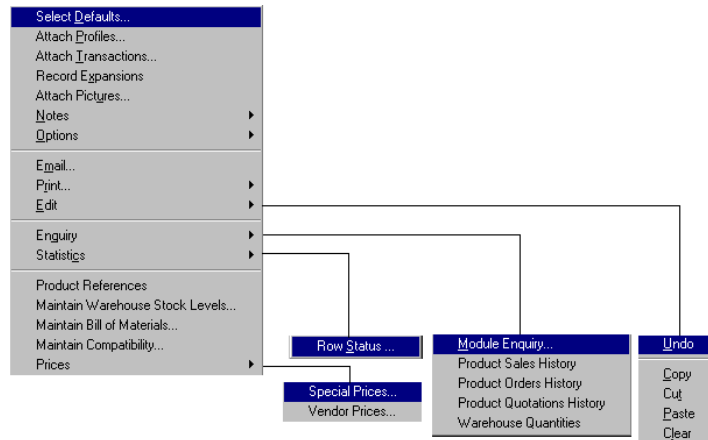 Select Defaults...
Attach Profiles...
Attach Transactions...
Record Expansions
Attach Pictures...
Notes
Options
Email...
Print...
Edit
Enquiry
Statistics
Product References
Maintain Warehouse Stock Levels...
Maintain Bill of Materials...
Maintain Compatibility...
Prices
Row Status ...
Special Prices...
Vendor Prices...
Module Enquiry...
Product Sales History
Product Orders History
Product Quotations History
Warehouse Quantities
Undo
Copy
Cut
Paste
Clear